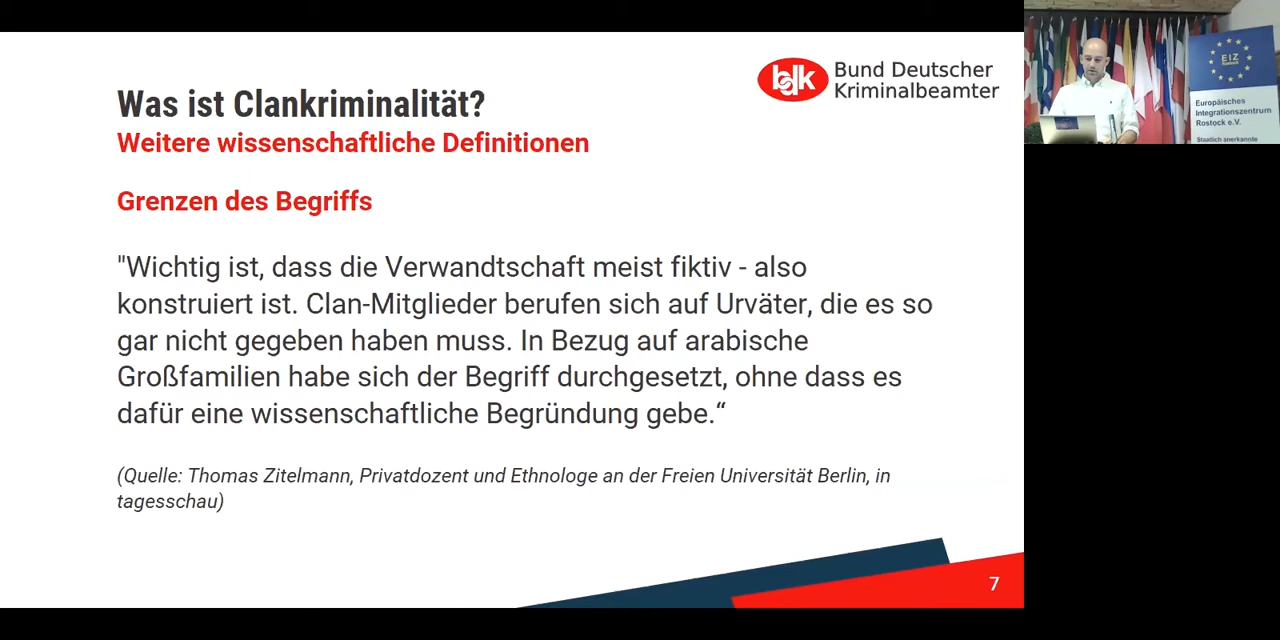 Was ist Clankriminalität?
Weitere wissenschaftliche Definitionen
bdk Bund Deutscher
Kriminalbeamter
Grenzen des Begriffs
"Wichtig ist, dass die Verwandtschaft meist fiktiv - also
konstruiert ist. Clan-Mitglieder berufen sich auf Urväter, die es so
gar nicht gegeben haben muss. In Bezug auf arabische
Großfamilien habe sich der Begriff durchgesetzt, ohne dass es
dafür eine wissenschaftliche Begründung gebe.“
(Quelle: Thomas Zitelmann, Privatdozent und Ethnologe an der Freien Universität Berlin, in
tagesschau)
7
EIZ
Europäisches
Integrationszentrum
Rostock e.V.
Staatlich anerkannte